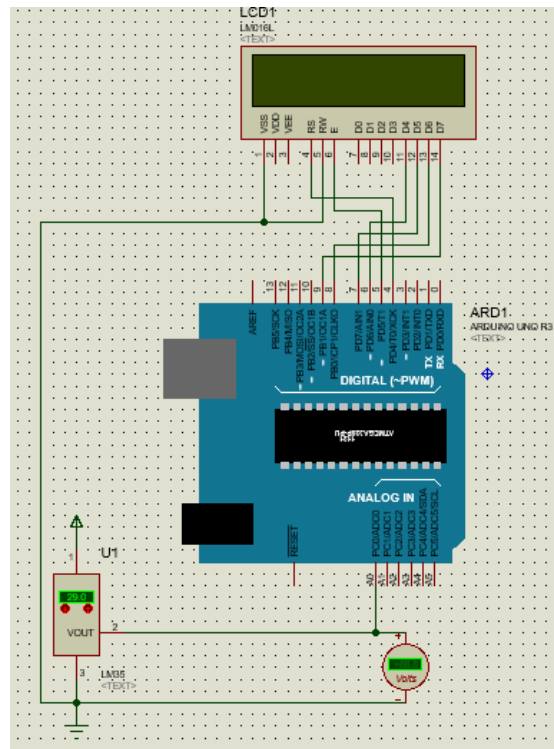 LCD1
LM016L
<TEXT>
VSS
VDD
VEE
RS
RW
E
D0
D1
D2
D3
D4
D5
D6
D7
1
2
3
4
5
6
7
8
9
10
11
12
13
14
13
12
11
10
9
8
7
6
5
4
3
2
1
0
AREF
PB5/SCK
PB4/MISO
~ PB3/MOSI/OC2A
~ PB2/SS/OC1B
~ PB1/OC1A
PB0/ICP1/CLKO
PD7/AIN1
~ PD6/AIN0
~ PD5/T1
PD4/T0/XCK
~ PD3/INT1
PD2/INT0
TX PD1/TXD
RX PD0/RXD
ARD1
ARDUINO UNO R3
<TEXT>
DIGITAL (~PWM)
ANALOG IN
RESET
PC0/ADC0
PC1/ADC1
PC2/ADC2
PC3/ADC3
PC4/ADC4/SDA
PC5/ADC5/SCL
A0
A1
A2
A3
A4
A5
U1
1
29.0
VOUT
2
3
LM35
<TEXT>
+
Volts
-